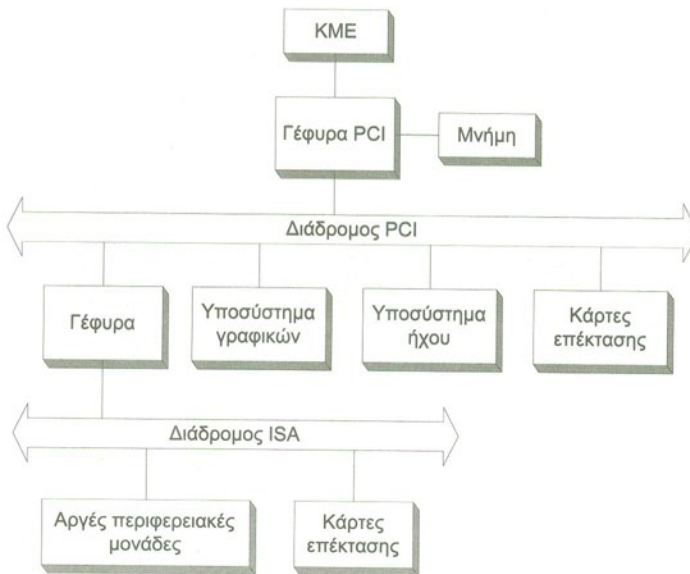 ΚΜΕ
Γέφυρα PCI
Μνήμη
Διάδρομος PCI
Γέφυρα
Υποσύστημα
γραφικών
Υποσύστημα
ήχου
Κάρτες
επέκτασης
Διάδρομος ISA
Αργές περιφερειακές
μονάδες
Κάρτες
επέκτασης